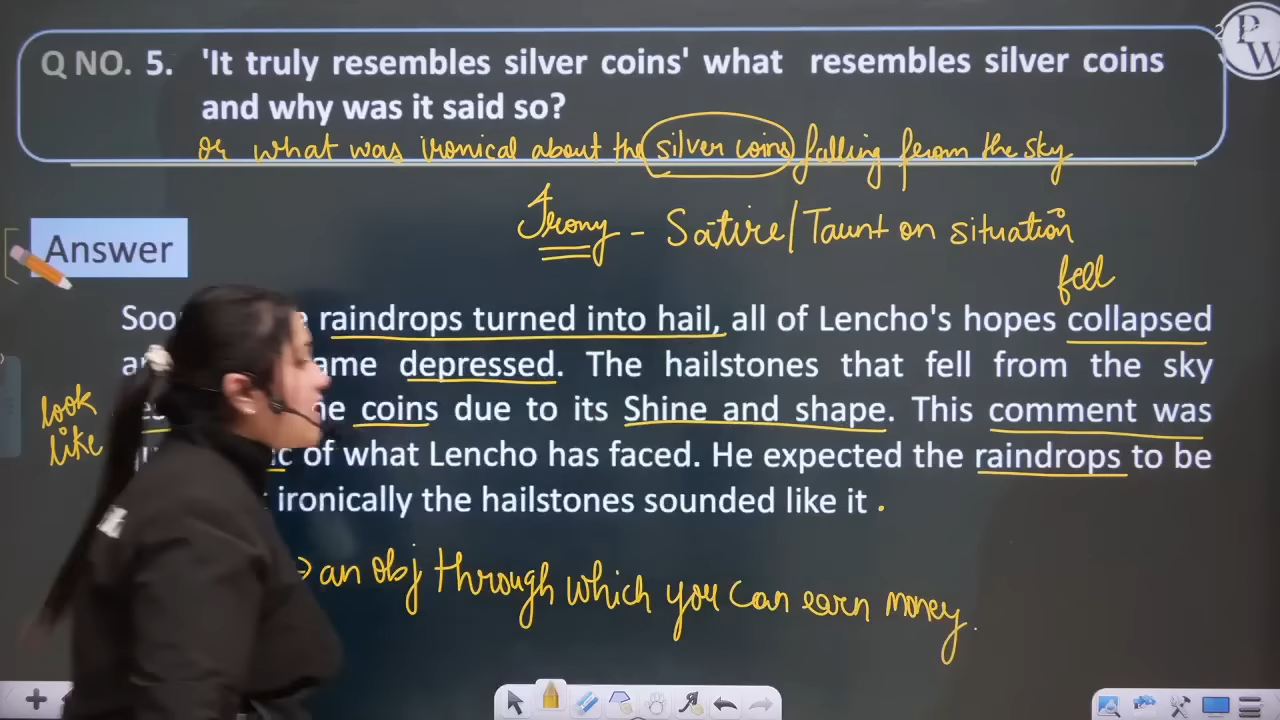 Q NO. 5. 'It truly resembles silver coins' what resembles silver coins
and why was it said so?
or what was ironical about the silver coins falling from the sky
Irony - Satire/Taunt on situation
Answer
fell
raindrops turned into hail, all of Lencho's hopes collapsed
depressed. The hailstones that fell from the sky
look
coins due to its Shine and shape. This comment was
like
of what Lencho has faced. He expected the raindrops to be
ironically the hailstones sounded like it.
an obj through which you can earn money.
PW